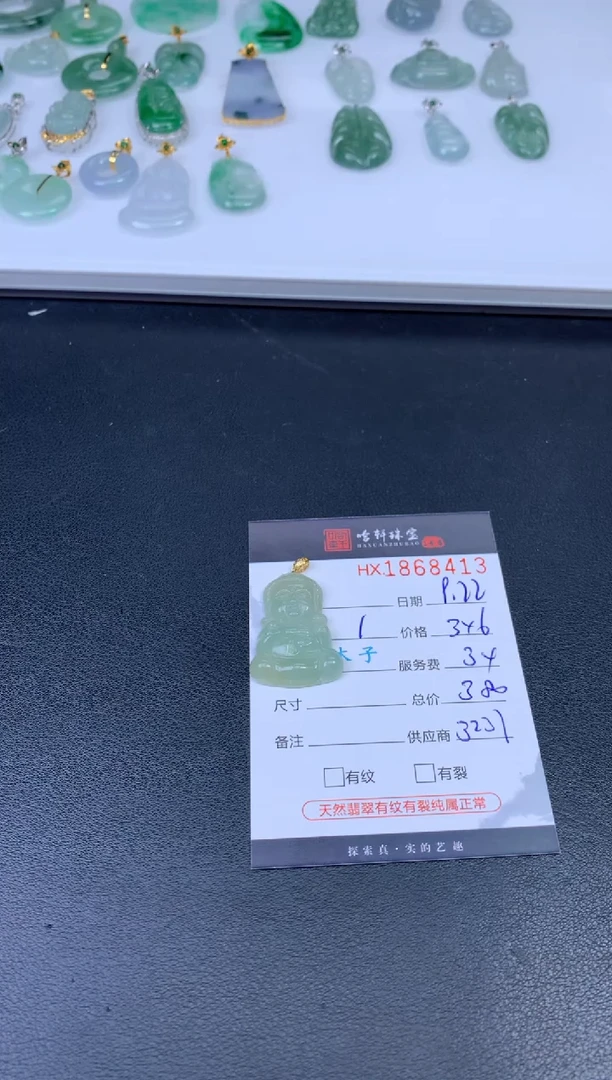 哈轩珠宝
HAXUANZHUBAO
HX1868413
日期 9.22
1 价格 346
太子
服务费 34
尺寸 总价 380
备注 供应商 3237
有纹 有裂
天然翡翠有纹有裂纯属正常
探索真·实的艺趣